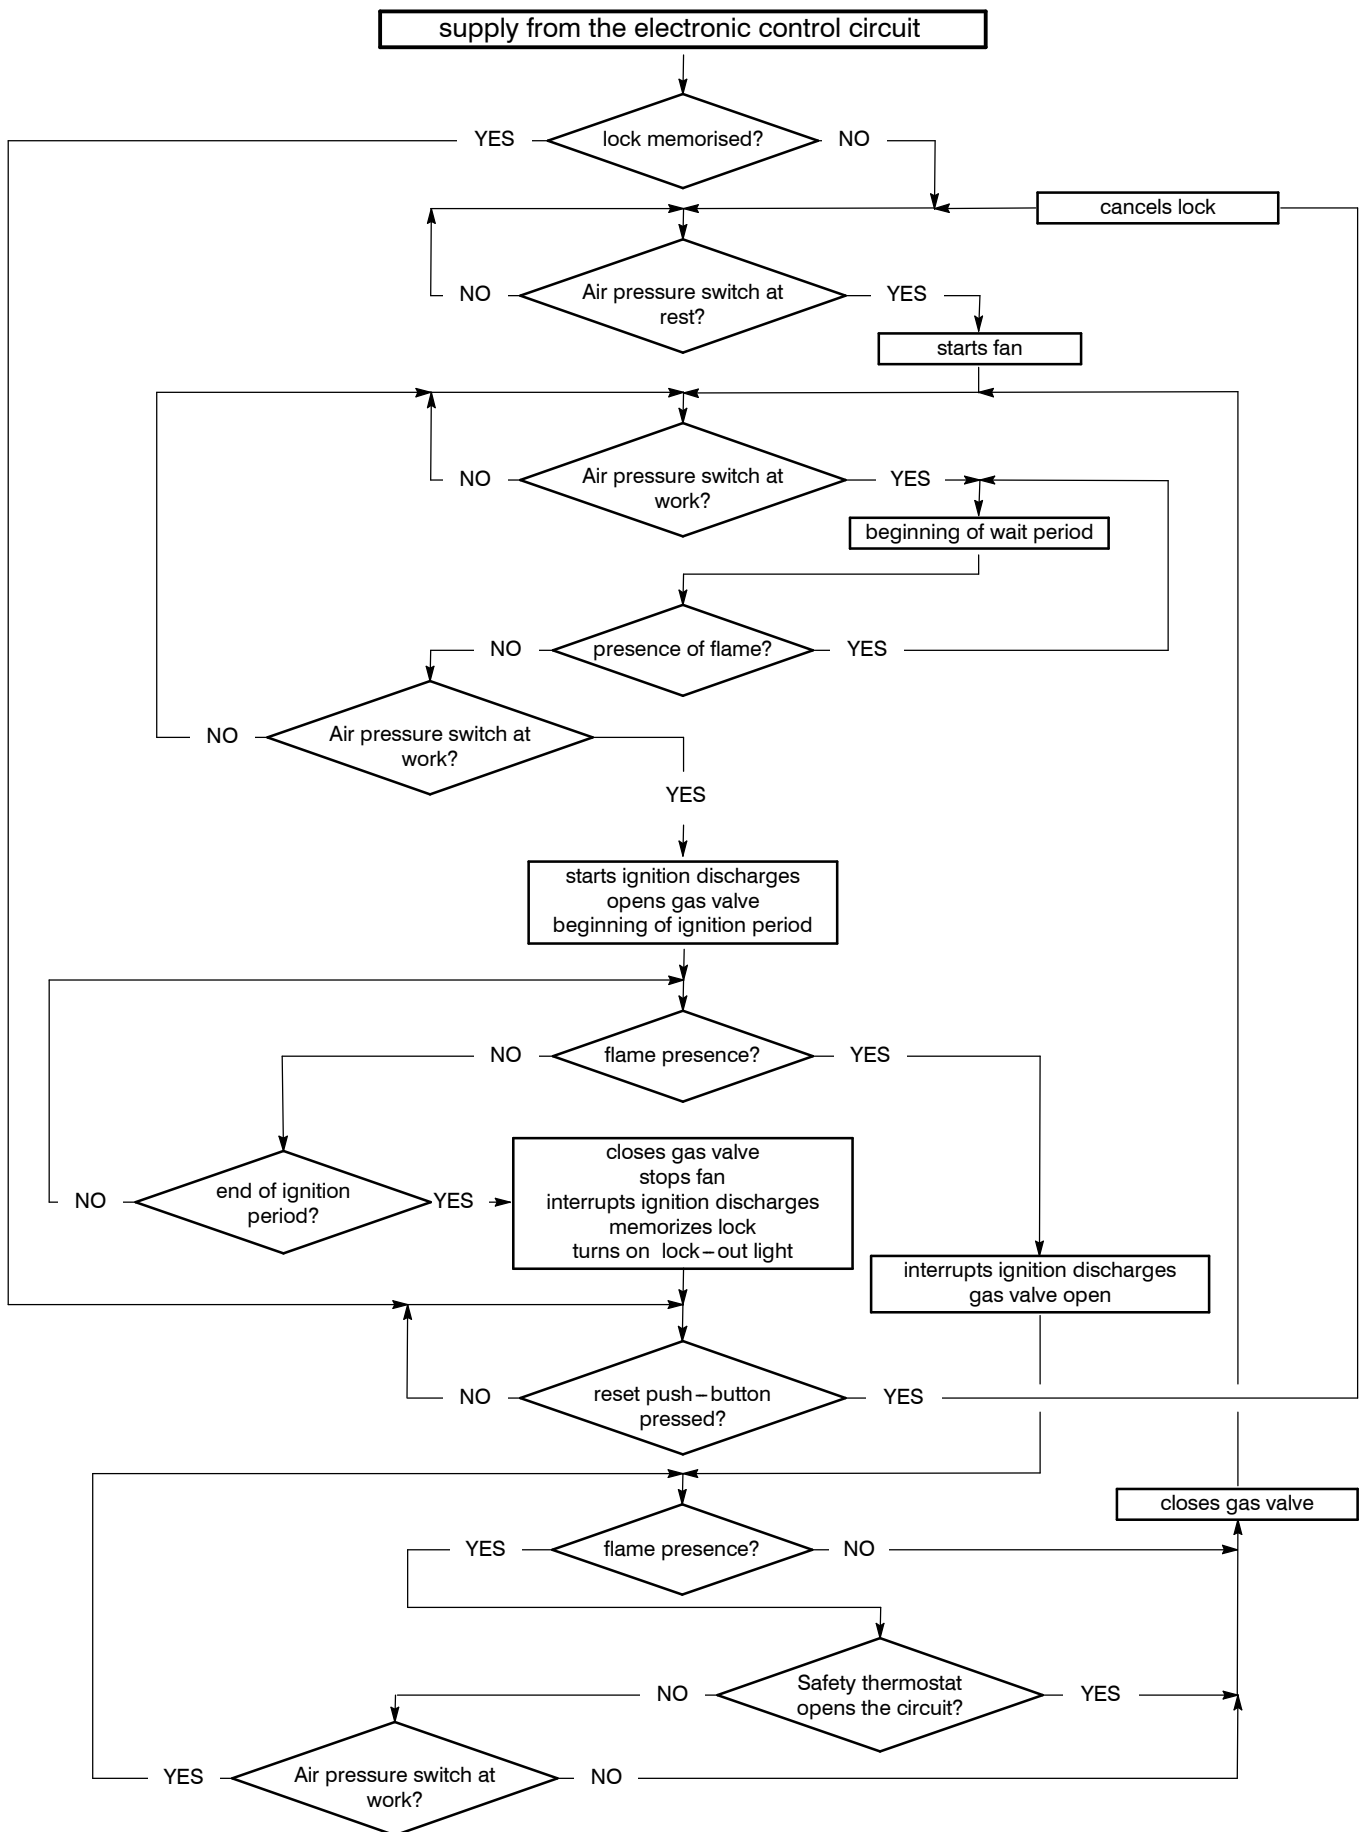 supply from the electronic control circuit
YES
lock memorised?
NO
cancels lock
NO
Air pressure switch at
rest?
YES
starts fan
NO
Air pressure switch at
work?
YES
beginning of wait period
NO
presence of flame?
YES
NO
Air pressure switch at
work?
YES
starts ignition discharges
opens gas valve
beginning of ignition period
NO
flame presence?
YES
NO
end of ignition
period?
YES
closes gas valve
stops fan
interrupts ignition discharges
memorizes lock
turns on lock-out light
interrupts ignition discharges
gas valve open
NO
reset push-button
pressed?
YES
closes gas valve
YES
flame presence?
NO
NO
Safety thermostat
opens the circuit?
YES
YES
Air pressure switch at
work?
NO